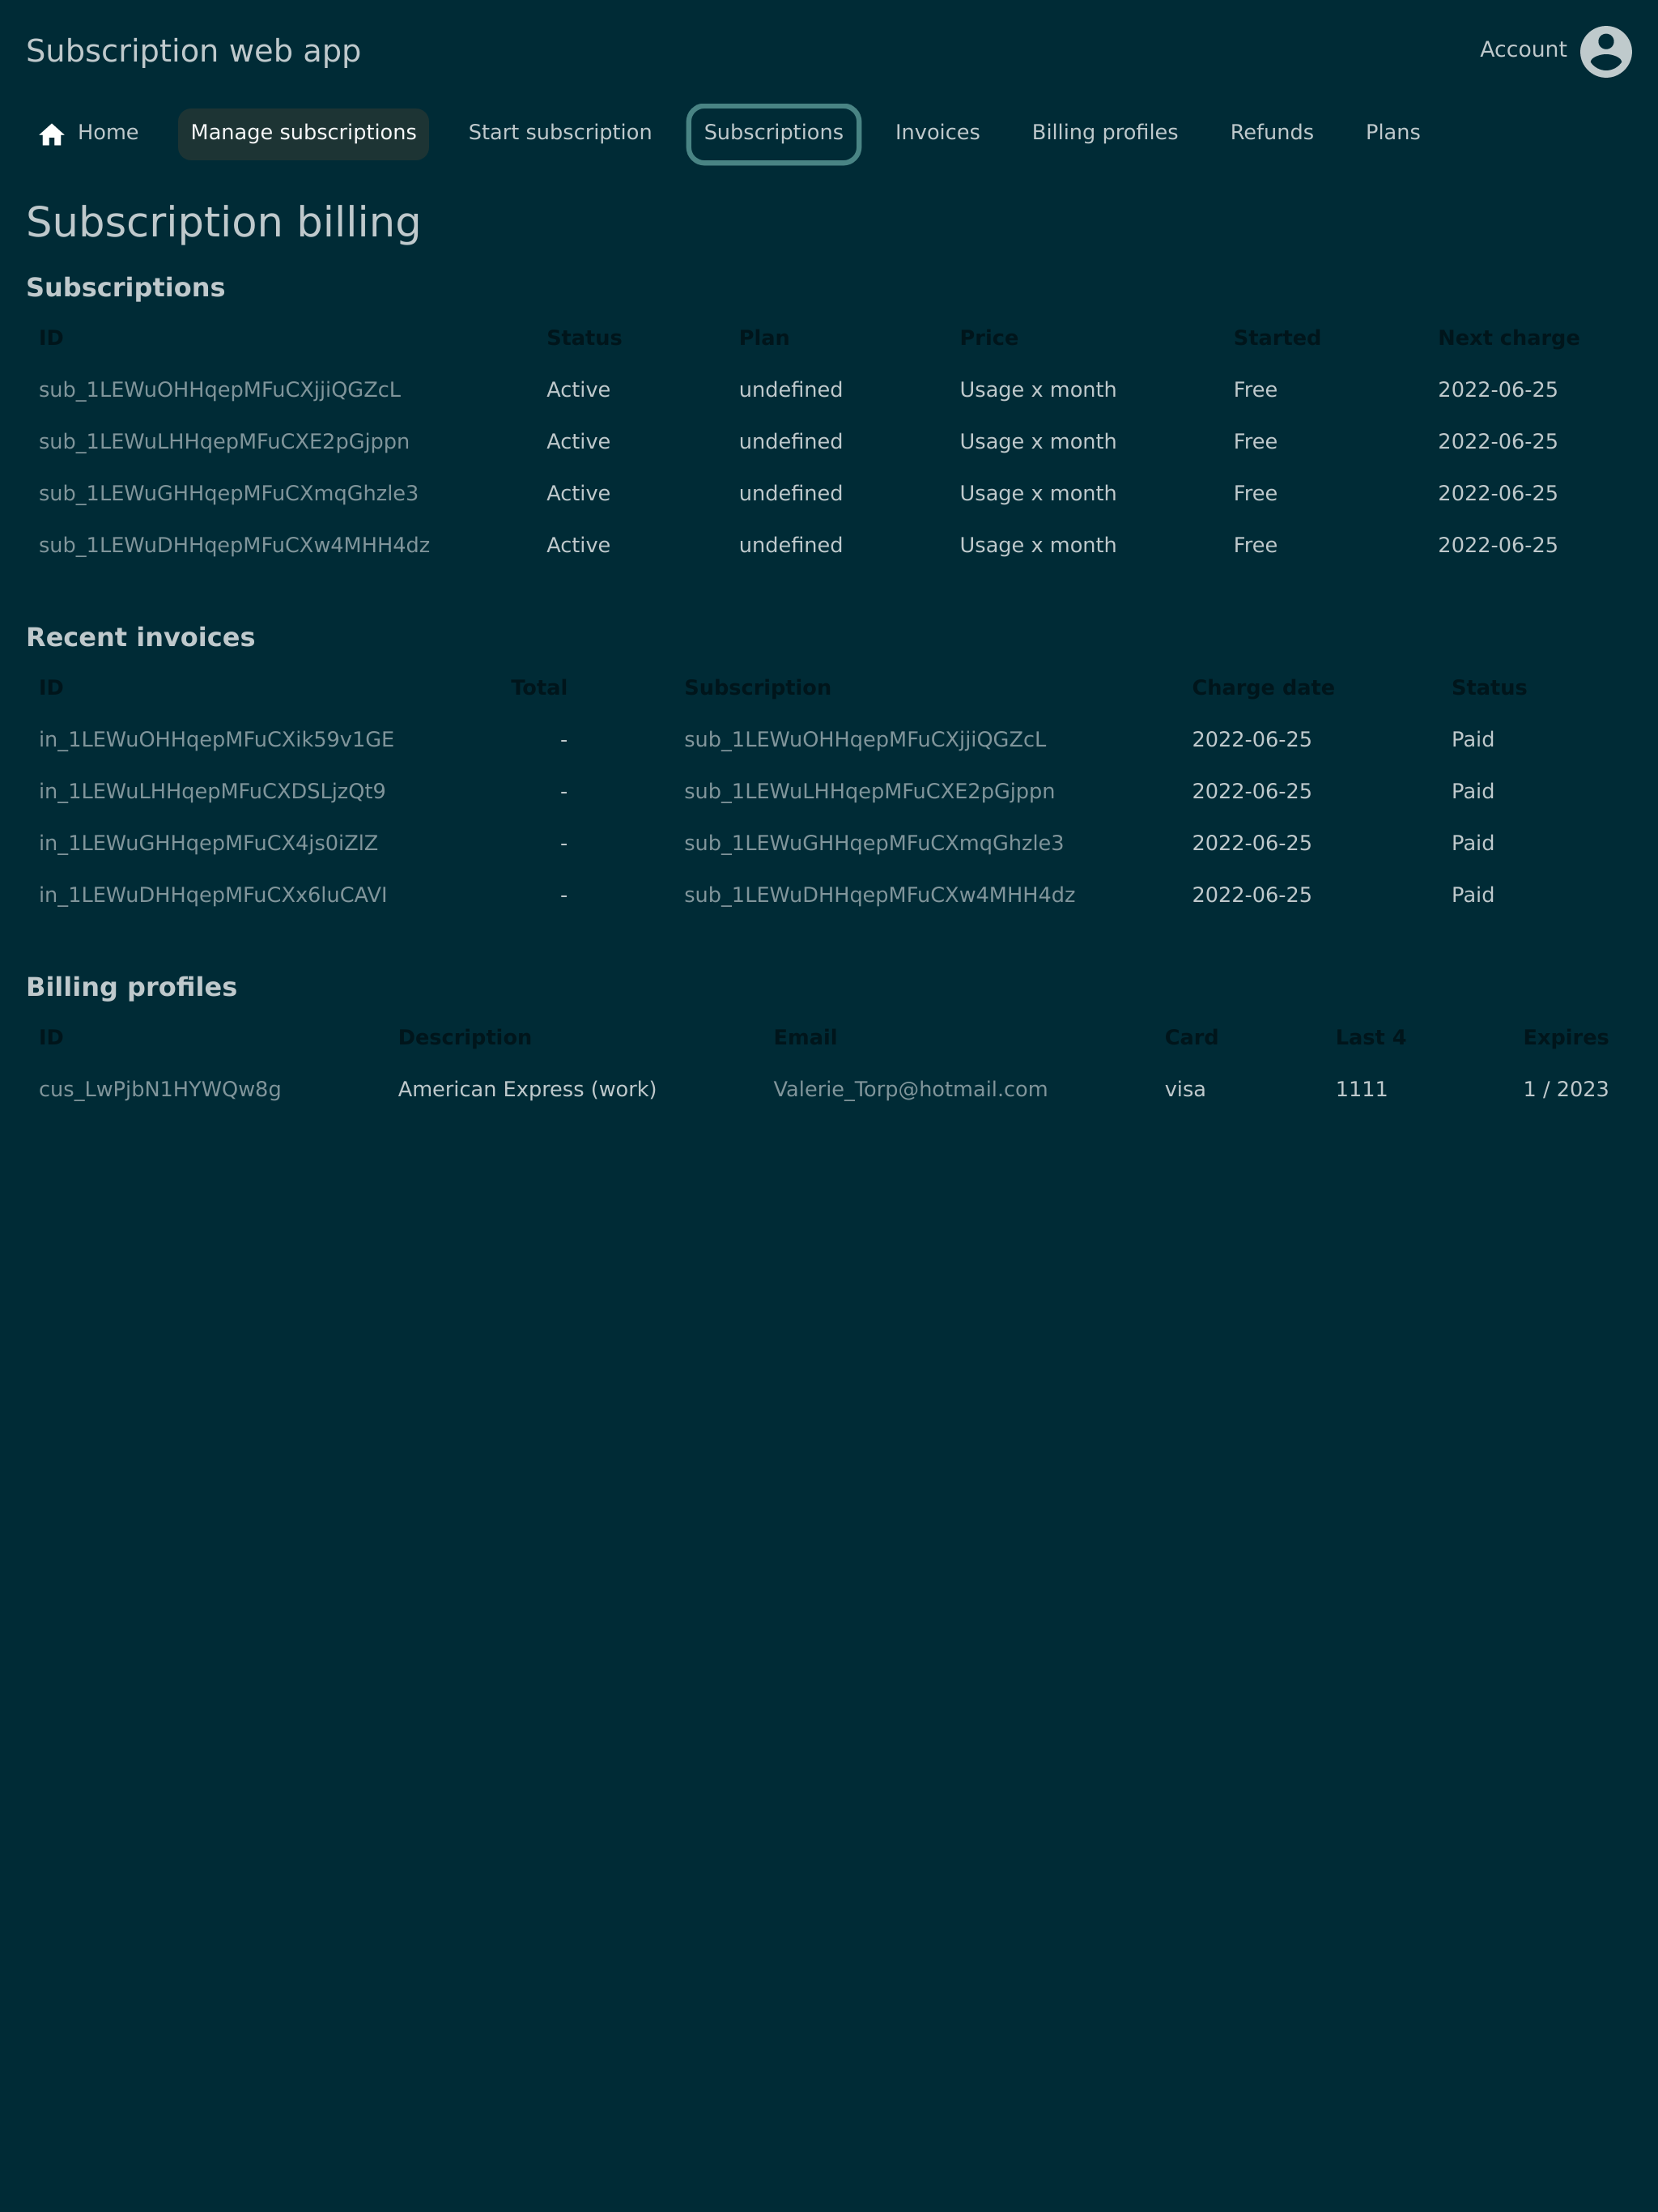 Subscription web app
Account
Home Manage subscriptions Start subscription Subscriptions Invoices Billing profiles Refunds Plans
Subscription billing
Subscriptions
ID Status Plan Price Started Next charge
sub_1LEWuOHHqepMFuCXjjiQGZcL Active undefined Usage x month Free 2022-06-25
sub_1LEWuLHHqepMFuCXE2pGjppn Active undefined Usage x month Free 2022-06-25
sub_1LEWuGHHqepMFuCXmqGhzle3 Active undefined Usage x month Free 2022-06-25
sub_1LEWuDHHqepMFuCXw4MHH4dz Active undefined Usage x month Free 2022-06-25
Recent invoices
ID Total Subscription Charge date Status
in_1LEWuOHHqepMFuCXik59v1GE - sub_1LEWuOHHqepMFuCXjjiQGZcL 2022-06-25 Paid
in_1LEWuLHHqepMFuCXDSLjzQt9 - sub_1LEWuLHHqepMFuCXE2pGjppn 2022-06-25 Paid
in_1LEWuGHHqepMFuCX4js0iZlZ - sub_1LEWuGHHqepMFuCXmqGhzle3 2022-06-25 Paid
in_1LEWuDHHqepMFuCXx6luCAVI - sub_1LEWuDHHqepMFuCXw4MHH4dz 2022-06-25 Paid
Billing profiles
ID Description Email Card Last 4 Expires
cus_LwPjbN1HYWQw8g American Express (work) Valerie_Torp@hotmail.com visa 1111 1 / 2023